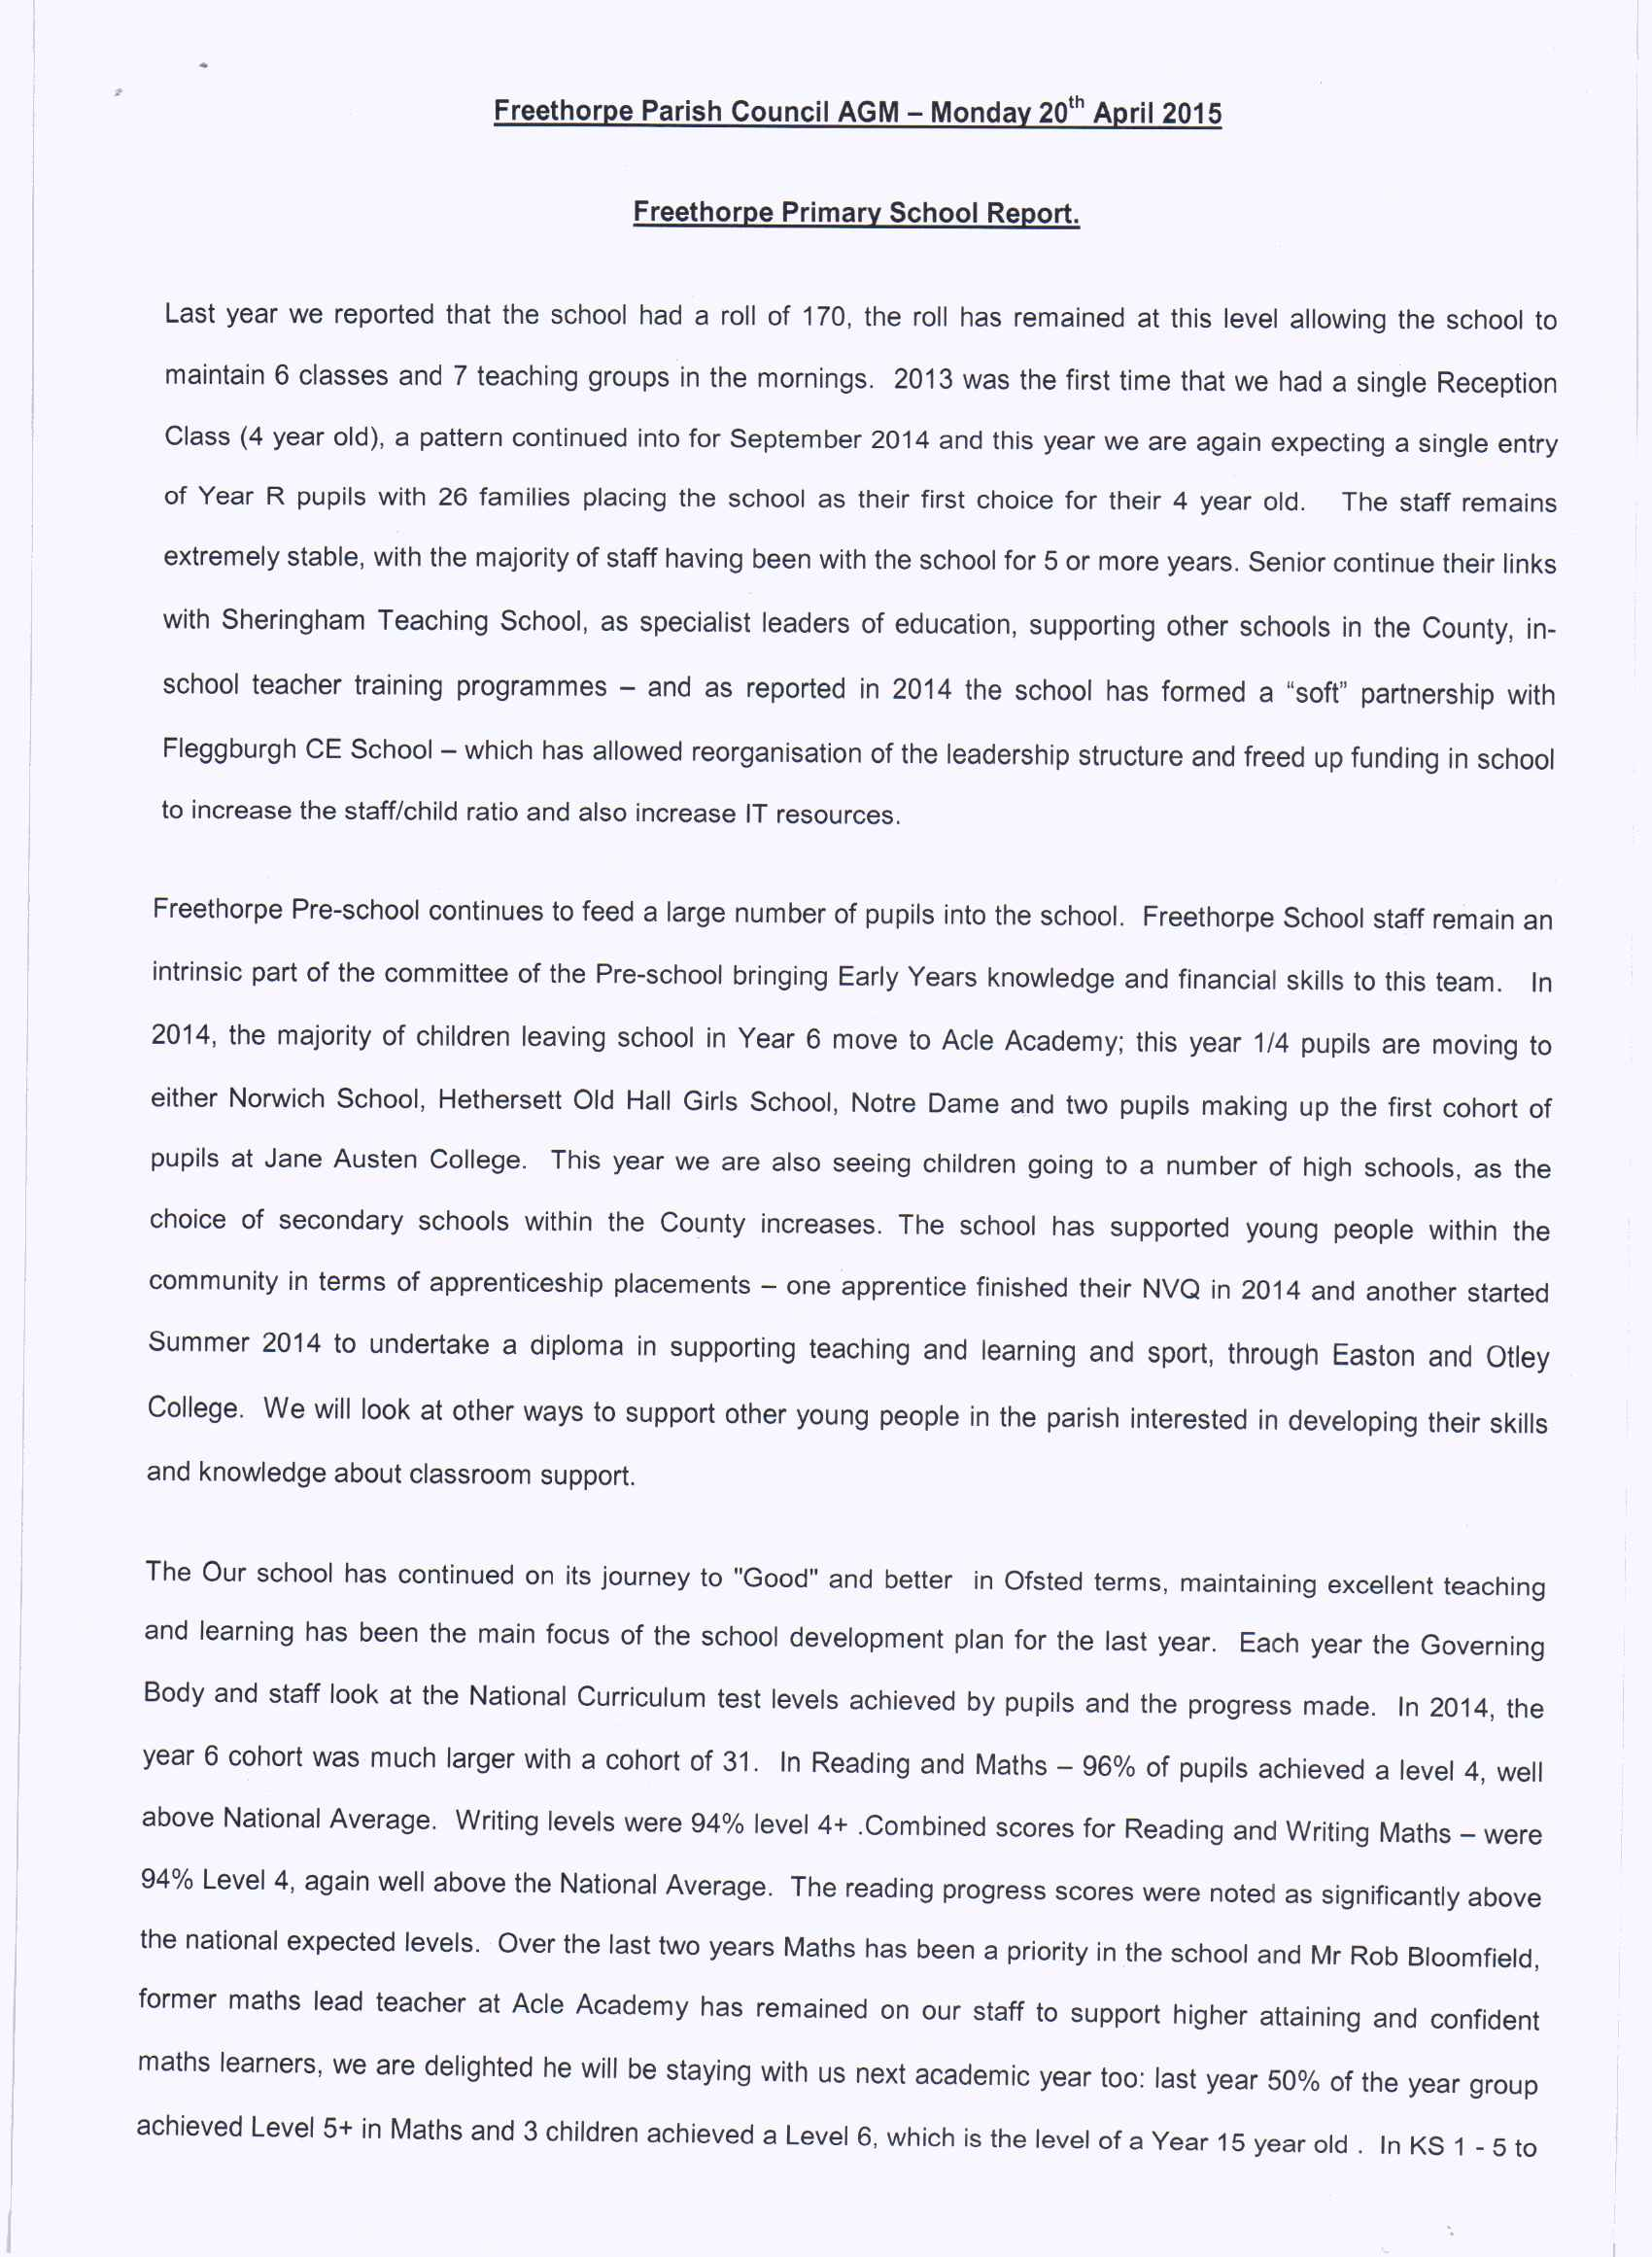 Freethorpe Parish Council AGM – Monday 20th April 2015
Freethorpe Primary School Report.
Last year we reported that the school had a roll of 170, the roll has remained at this level allowing the school to
maintain 6 classes and 7 teaching groups in the mornings. 2013 was the first time that we had a single Reception
Class (4 year old), a pattern continued into for September 2014 and this year we are again expecting a single entry
of Year R pupils with 26 families placing the school as their first choice for their 4 year old. The staff remains
extremely stable, with the majority of staff having been with the school for 5 or more years. Senior continue their links
with Sheringham Teaching School, as specialist leaders of education, supporting other schools in the County, in-
school teacher training programmes – and as reported in 2014 the school has formed a “soft” partnership with
Fleggburgh CE School – which has allowed reorganisation of the leadership structure and freed up funding in school
to increase the staff/child ratio and also increase IT resources.
Freethorpe Pre-school continues to feed a large number of pupils into the school. Freethorpe School staff remain an
intrinsic part of the committee of the Pre-school bringing Early Years knowledge and financial skills to this team. In
2014, the majority of children leaving school in Year 6 move to Acle Academy; this year 1/4 pupils are moving to
either Norwich School, Hethersett Old Hall Girls School, Notre Dame and two pupils making up the first cohort of
pupils at Jane Austen College. This year we are also seeing children going to a number of high schools, as the
choice of secondary schools within the County increases. The school has supported young people within the
community in terms of apprenticeship placements – one apprentice finished their NVQ in 2014 and another started
Summer 2014 to undertake a diploma in supporting teaching and learning and sport, through Easton and Otley
College. We will look at other ways to support other young people in the parish interested in developing their skills
and knowledge about classroom support.
The Our school has continued on its journey to "Good" and better in Ofsted terms, maintaining excellent teaching
and learning has been the main focus of the school development plan for the last year. Each year the Governing
Body and staff look at the National Curriculum test levels achieved by pupils and the progress made. In 2014, the
year 6 cohort was much larger with a cohort of 31. In Reading and Maths – 96% of pupils achieved a level 4, well
above National Average. Writing levels were 94% level 4+ .Combined scores for Reading and Writing Maths – were
94% Level 4, again well above the National Average. The reading progress scores were noted as significantly above
the national expected levels. Over the last two years Maths has been a priority in the school and Mr Rob Bloomfield,
former maths lead teacher at Acle Academy has remained on our staff to support higher attaining and confident
maths learners, we are delighted he will be staying with us next academic year too: last year 50% of the year group
achieved Level 5+ in Maths and 3 children achieved a Level 6, which is the level of a Year 15 year old . In KS 1 - 5 to